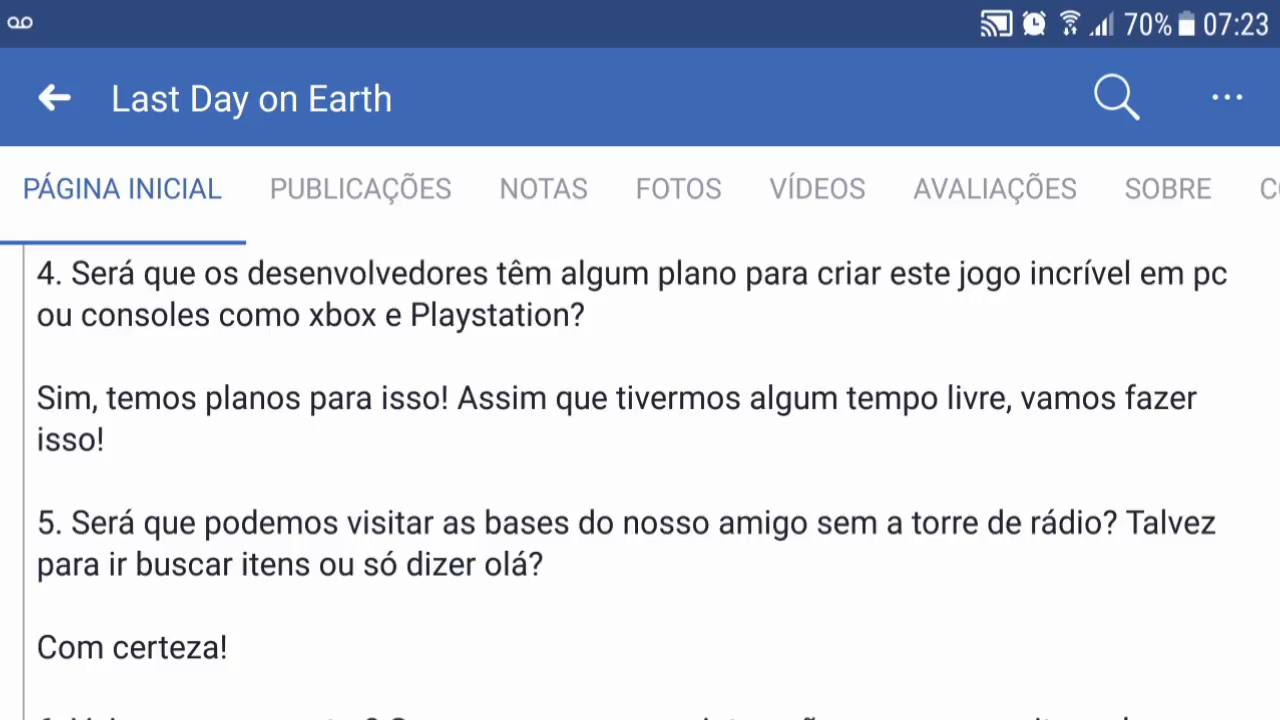 70% 07:23
Last Day on Earth
PÁGINA INICIAL PUBLICAÇÕES NOTAS FOTOS VÍDEOS AVALIAÇÕES SOBRE
4. Será que os desenvolvedores têm algum plano para criar este jogo incrível em pc
ou consoles como xbox e Playstation?
Sim, temos planos para isso! Assim que tivermos algum tempo livre, vamos fazer
isso!
5. Será que podemos visitar as bases do nosso amigo sem a torre de rádio? Talvez
para ir buscar itens ou só dizer olá?
Com certeza!